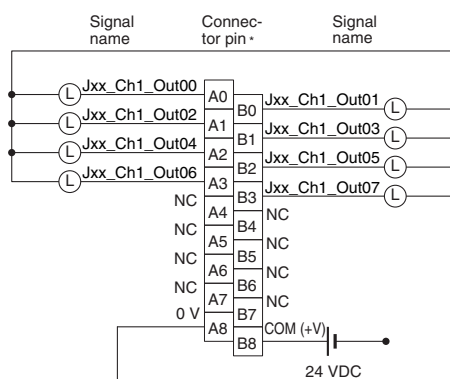 Signal name Connec-tor pin * Signal name
Jxx_Ch1_Out00 A0
B0 Jxx_Ch1_Out01
L L
Jxx_Ch1_Out02 A1
B1 Jxx_Ch1_Out03
L L
Jxx_Ch1_Out04 A2
B2 Jxx_Ch1_Out05
L L
Jxx_Ch1_Out06 A3
B3 Jxx_Ch1_Out07
L L
NC A4
B4 NC
NC A5
B5 NC
NC A6
B6 NC
NC A7
B7 NC
0 V A8
B8 COM (+V)
24 VDC